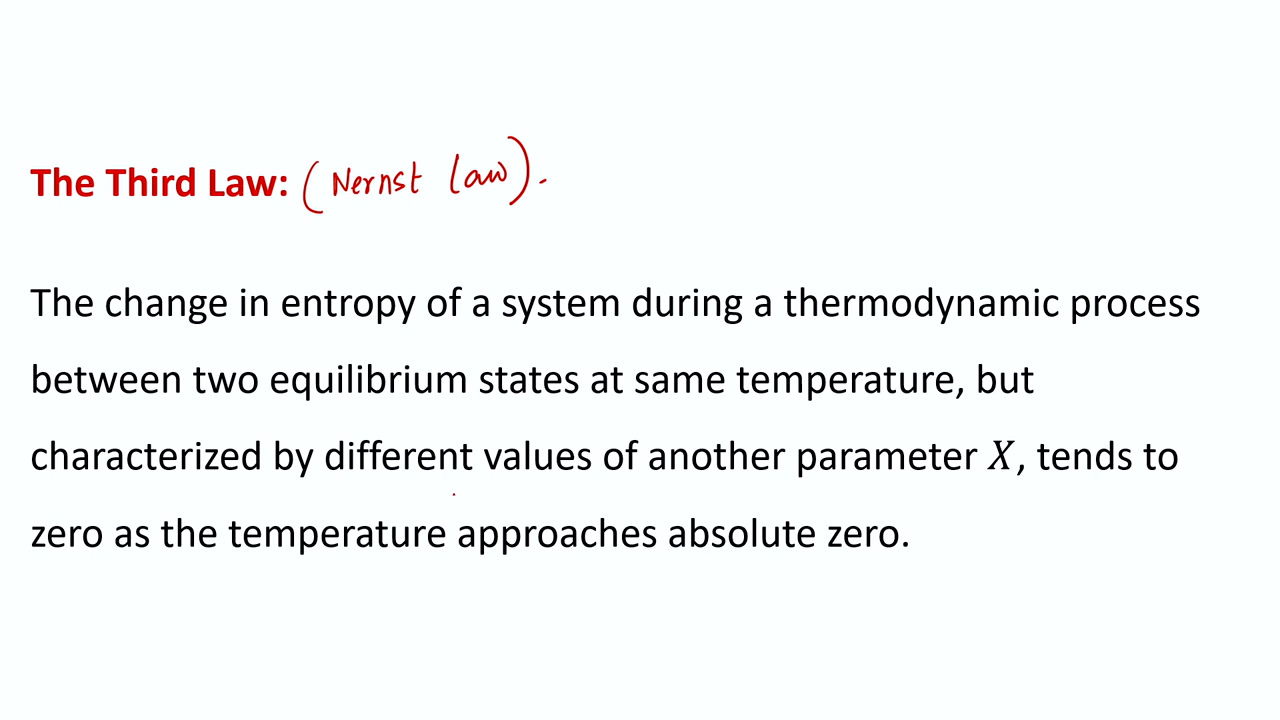 The Third Law: (Nernst law).
The change in entropy of a system during a thermodynamic process
between two equilibrium states at same temperature, but
characterized by different values of another parameter X, tends to
zero as the temperature approaches absolute zero.